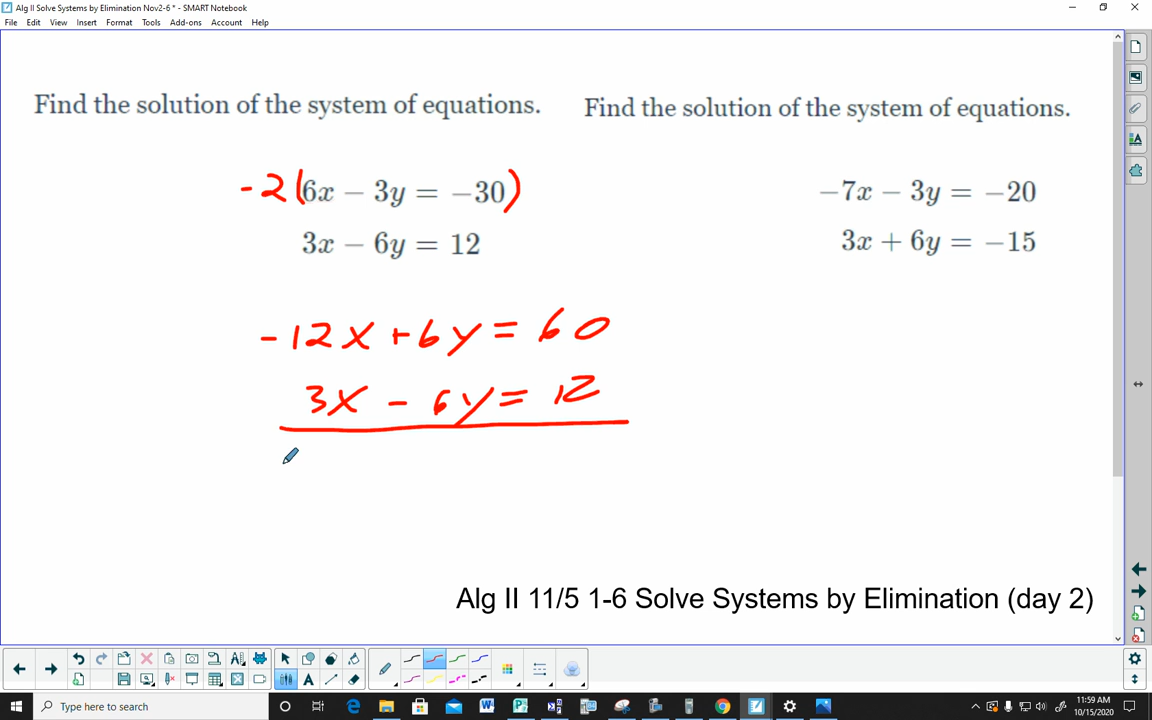 Alg II Solve Systems by Elimination Nov2-6 * - SMART Notebook
File Edit View Insert Format Tools Add-ons Account Help
Find the solution of the system of equations.
-2(6x − 3y = −30)
3x − 6y = 12
-12x+6y=60
3x - 6y=12
Find the solution of the system of equations.
−7x − 3y = −20
3x + 6y = −15
Alg II 11/5 1-6 Solve Systems by Elimination (day 2)
Type here to search
11:59 AM
10/15/2020